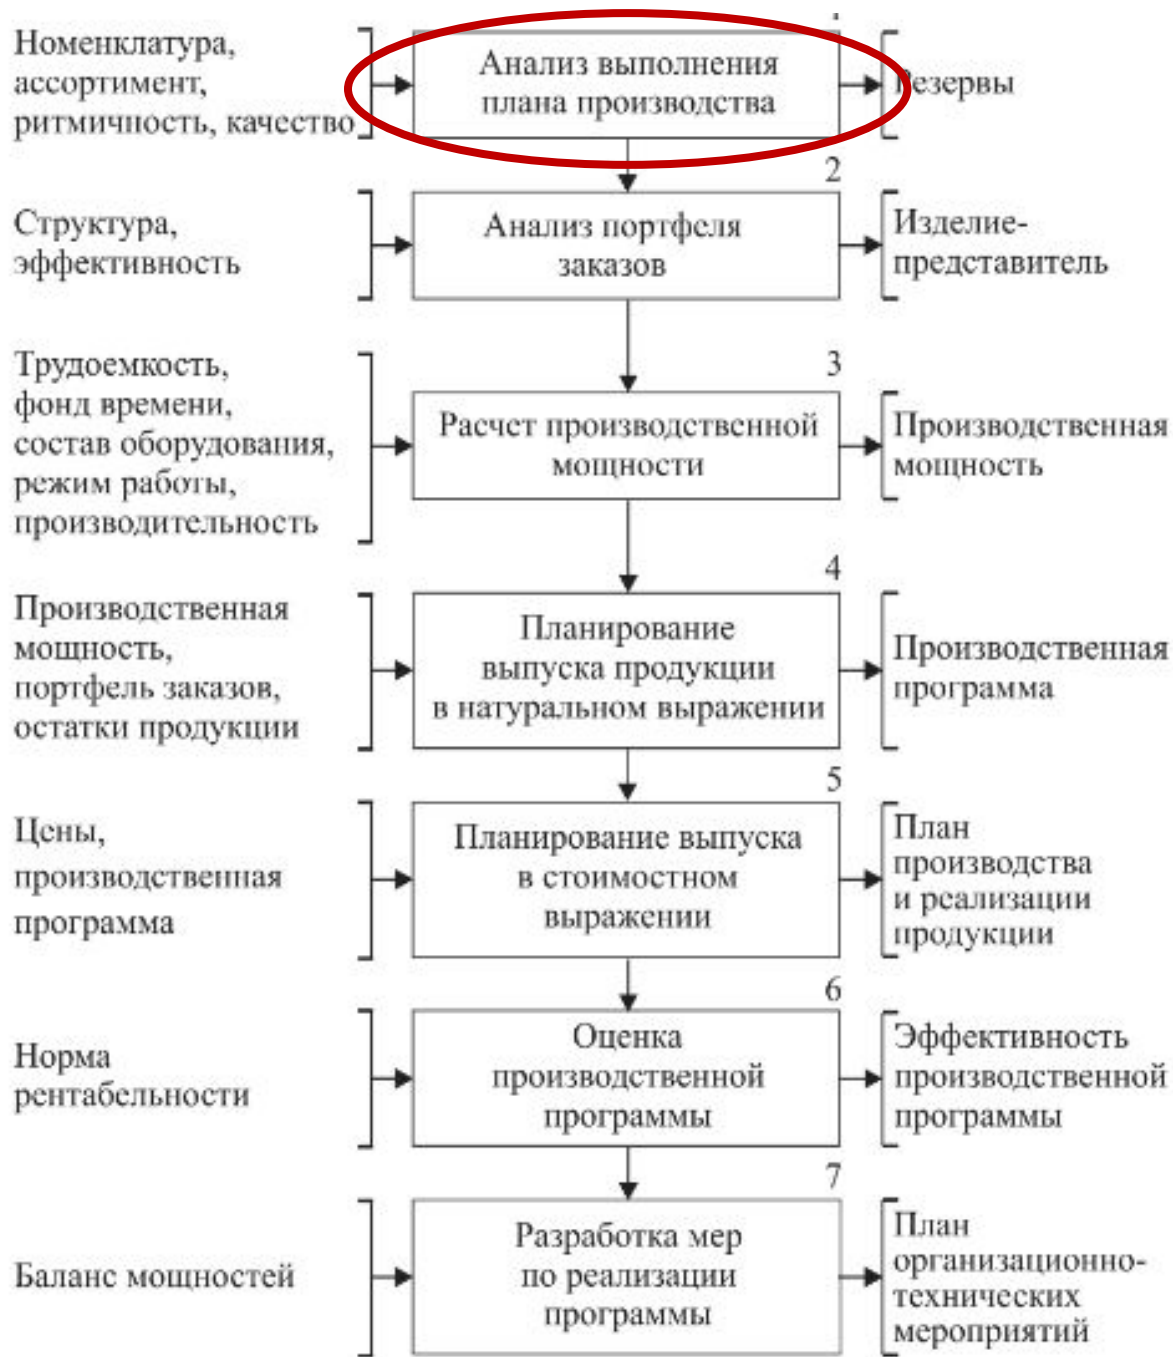 1
Номенклатура,
ассортимент,
ритмичность, качество
Анализ выполнения
плана производства
Резервы
2
Структура,
эффективность
Анализ портфеля
заказов
Изделие-
представитель
3
Трудоемкость,
фонд времени,
состав оборудования,
режим работы,
производительность
Расчет производственной
мощности
Производственная
мощность
4
Производственная
мощность,
портфель заказов,
остатки продукции
Планирование
выпуска продукции
в натуральном выражении
Производственная
программа
5
Цены,
производственная
программа
Планирование выпуска
в стоимостном
выражении
План
производства
и реализации
продукции
6
Норма
рентабельности
Оценка
производственной
программы
Эффективность
производственной
программы
7
Баланс мощностей
Разработка мер
по реализации
программы
План
организационно-
технических
мероприятий